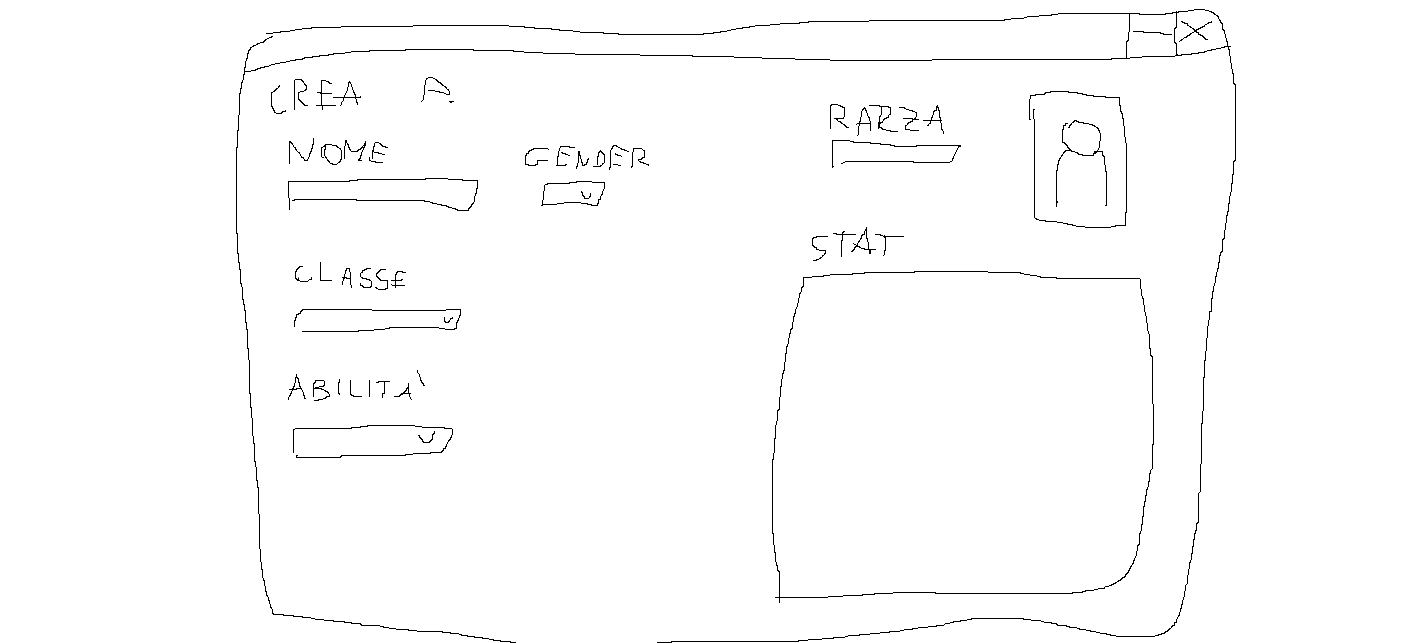 CREA A.
NOME
GENDER
RAZZA
CLASSE
STAT
ABILITA'